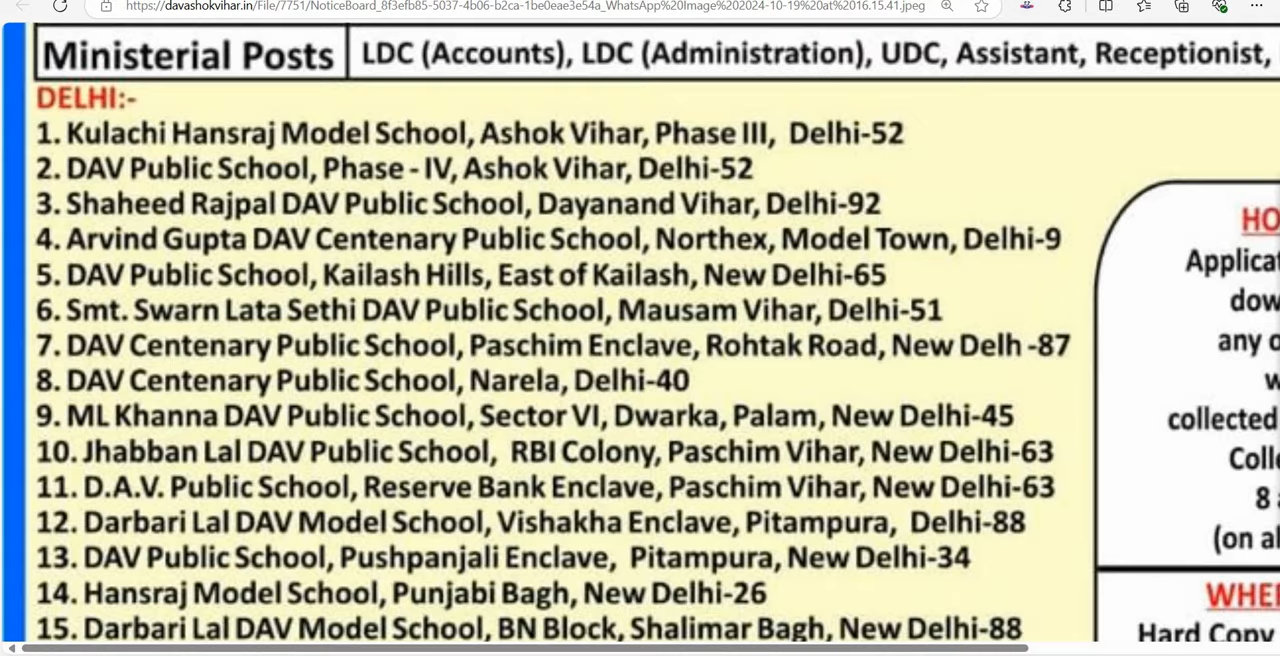 https://davashokvihar.in/File/7751/NoticeBoard_8f3efb85-5037-4b06-b2ca-1be0eae3e54a_WhatsApp%20Image%202024-10-19%20at%2016.15.41.jpeg
Ministerial Posts LDC (Accounts), LDC (Administration), UDC, Assistant, Receptionist,
DELHI:-
1. Kulachi Hansraj Model School, Ashok Vihar, Phase III, Delhi-52
2. DAV Public School, Phase - IV, Ashok Vihar, Delhi-52
3. Shaheed Rajpal DAV Public School, Dayanand Vihar, Delhi-92
4. Arvind Gupta DAV Centenary Public School, Northex, Model Town, Delhi-9
5. DAV Public School, Kailash Hills, East of Kailash, New Delhi-65
6. Smt. Swarn Lata Sethi DAV Public School, Mausam Vihar, Delhi-51
7. DAV Centenary Public School, Paschim Enclave, Rohtak Road, New Delh -87
8. DAV Centenary Public School, Narela, Delhi-40
9. ML Khanna DAV Public School, Sector VI, Dwarka, Palam, New Delhi-45
10. Jhabban Lal DAV Public School, RBI Colony, Paschim Vihar, New Delhi-63
11. D.A.V. Public School, Reserve Bank Enclave, Paschim Vihar, New Delhi-63
12. Darbari Lal DAV Model School, Vishakha Enclave, Pitampura, Delhi-88
13. DAV Public School, Pushpanjali Enclave, Pitampura, New Delhi-34
14. Hansraj Model School, Punjabi Bagh, New Delhi-26
15. Darbari Lal DAV Model School, BN Block, Shalimar Bagh, New Delhi-88
HO
Applicat
dow
any o
w
collected
Colle
8
(on al
WHE
Hard Copy